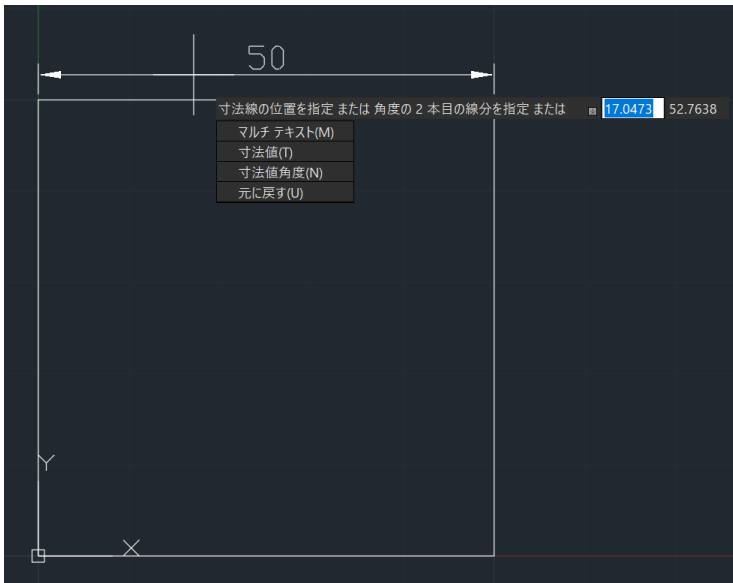 50
寸法線の位置を指定 または 角度の 2 本目の線分を指定 または 17.0473 52.7638
マルチ テキスト(M)
寸法値(T)
寸法値角度(N)
元に戻す(U)
Y
X